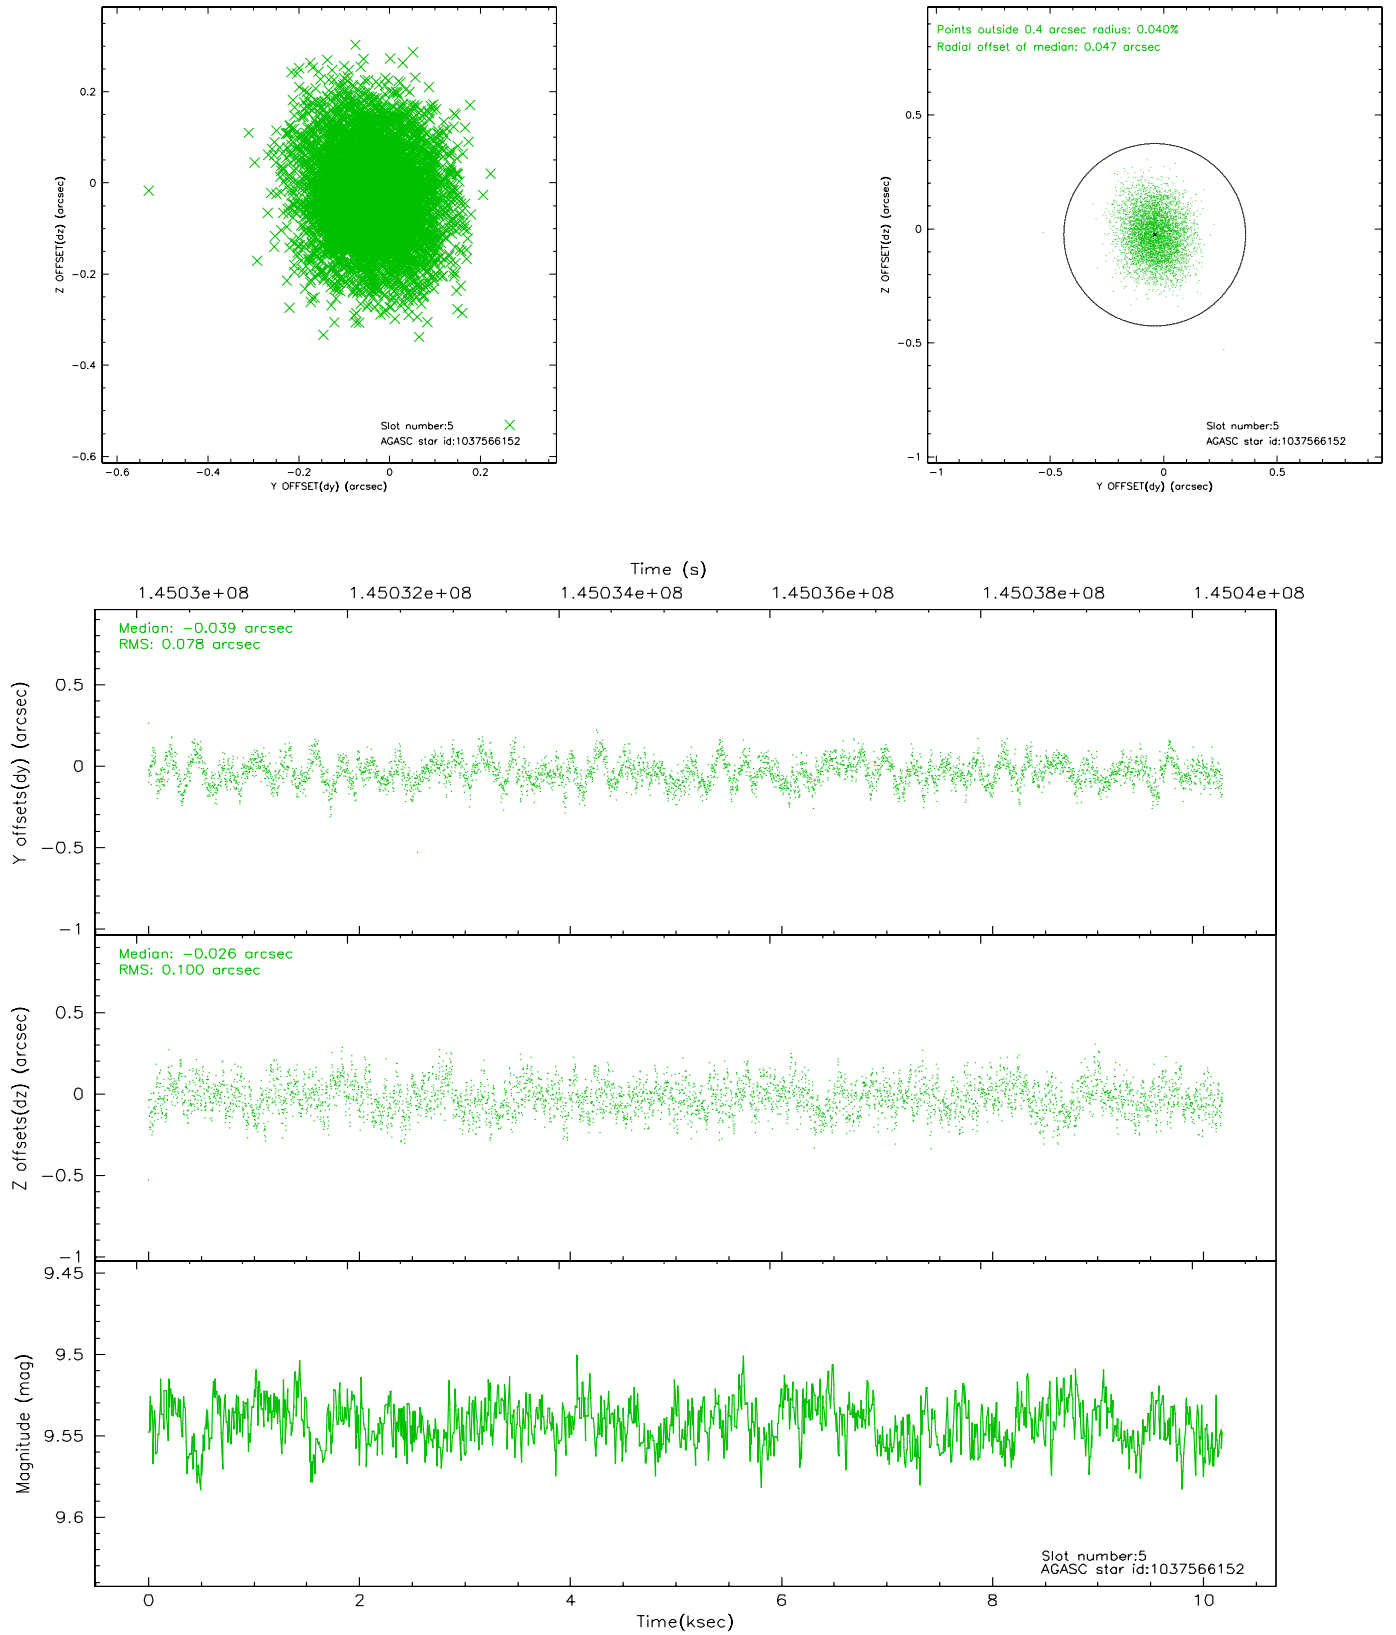 0.2
0
−0.2
−0.4
−0.6
Z OFFSET(dz) (arcsec)
Slot number:5
AGASC star id:1037566152
−0.6
−0.4
−0.2
0
0.2
Y OFFSET(dy) (arcsec)
Points outside 0.4 arcsec radius: 0.040%
Radial offset of median: 0.047 arcsec
0.5
0
−0.5
−1
Z OFFSET(dz) (arcsec)
Slot number:5
AGASC star id:1037566152
−1
−0.5
0
0.5
Y OFFSET(dy) (arcsec)
Time (s)
1.4503e+08
1.45032e+08
1.45034e+08
1.45036e+08
1.45038e+08
1.4504e+08
Median: −0.039 arcsec
RMS: 0.078 arcsec
0.5
0
−0.5
−1
Y offsets(dy) (arcsec)
Median: −0.026 arcsec
RMS: 0.100 arcsec
0.5
0
−0.5
−1
Z offsets(dz) (arcsec)
9.45
9.5
9.55
9.6
Magnitude (mag)
Slot number:5
AGASC star id:1037566152
0
2
4
6
8
10
Time(ksec)